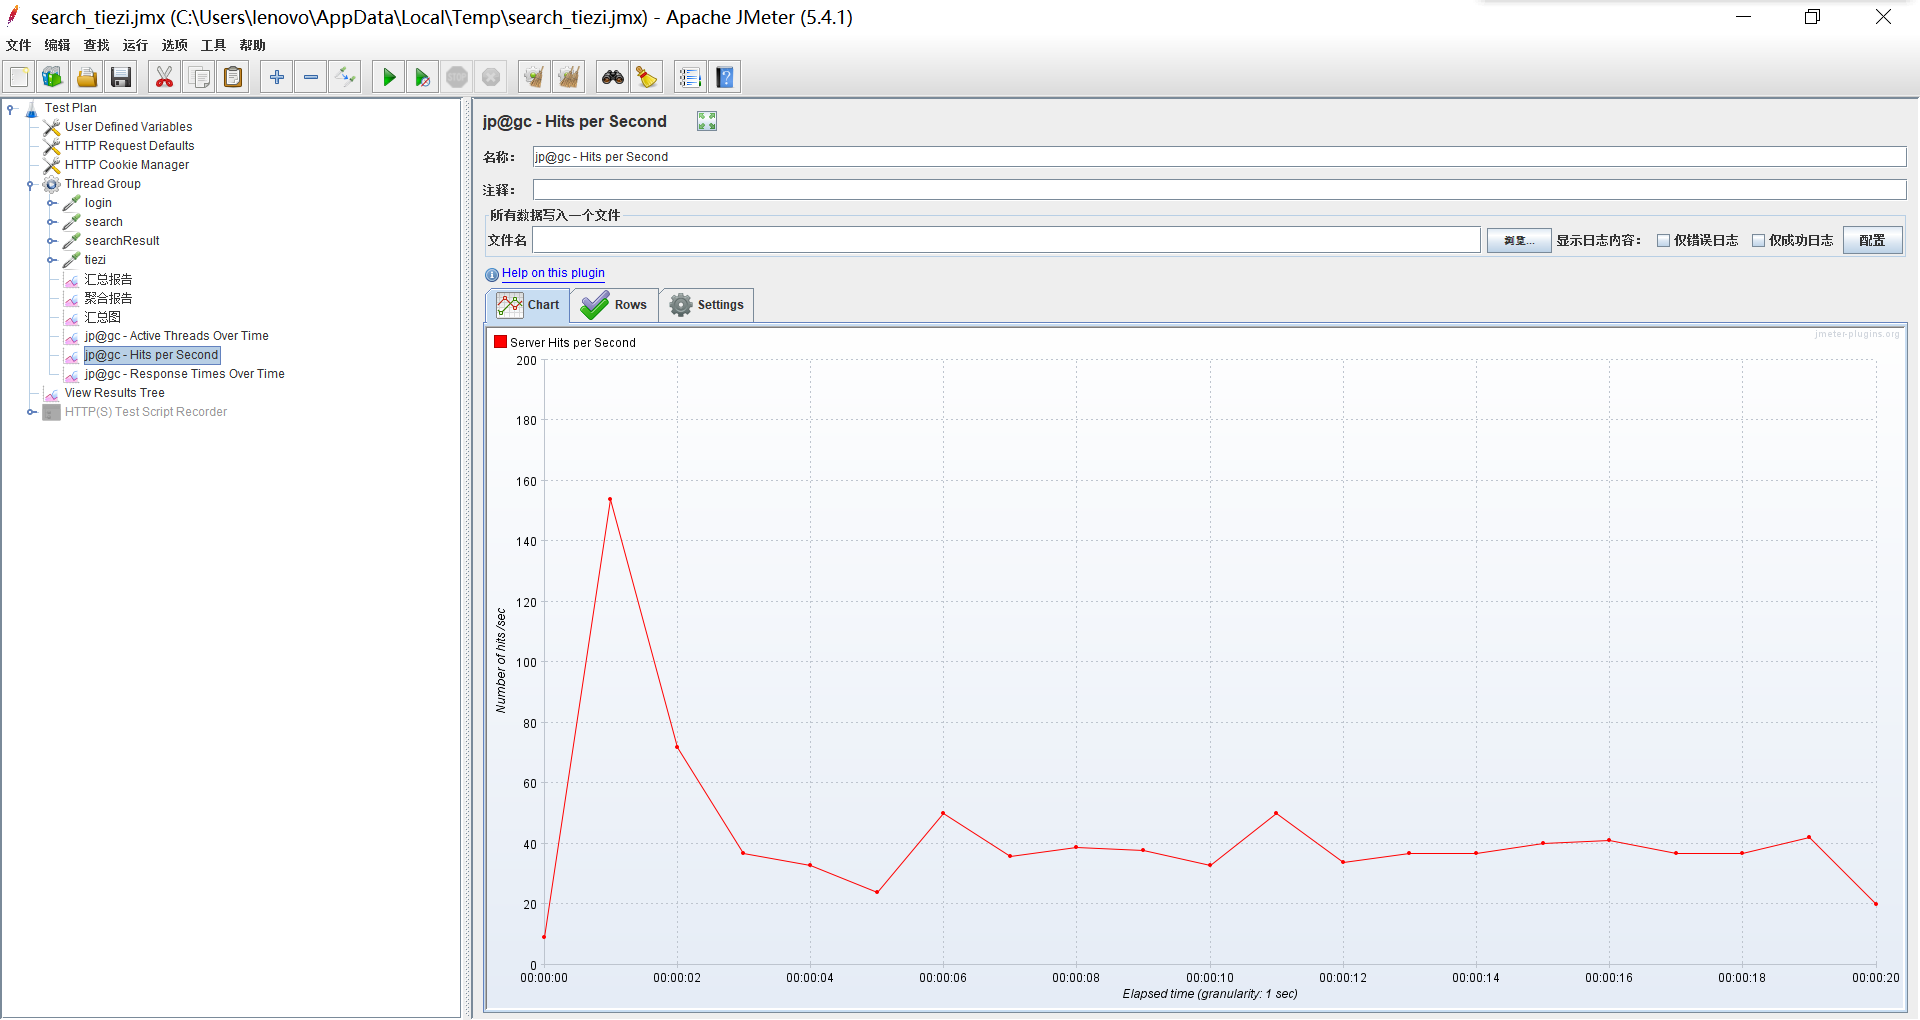 search_tiezi.jmx (C:\Users\lenovo\AppData\Local\Temp\search_tiezi.jmx) - Apache JMeter (5.4.1)
文件 编辑 查找 运行 选项 工具 帮助
STOP
Test Plan
User Defined Variables
HTTP Request Defaults
HTTP Cookie Manager
Thread Group
login
search
searchResult
tiezi
汇总报告
聚合报告
汇总图
jp@gc - Active Threads Over Time
jp@gc - Hits per Second
jp@gc - Response Times Over Time
View Results Tree
HTTP(S) Test Script Recorder
jp@gc - Hits per Second
名称： jp@gc - Hits per Second
注释：
所有数据写入一个文件
文件名 浏览... 显示日志内容： 仅错误日志 仅成功日志 配置
Help on this plugin
Chart Rows Settings
Server Hits per Second
jmeter-plugins.org
200
180
160
140
120
100
80
60
40
20
0
Number of hits /sec
00:00:00 00:00:02 00:00:04 00:00:06 00:00:08 00:00:10 00:00:12 00:00:14 00:00:16 00:00:18 00:00:20
Elapsed time (granularity: 1 sec)